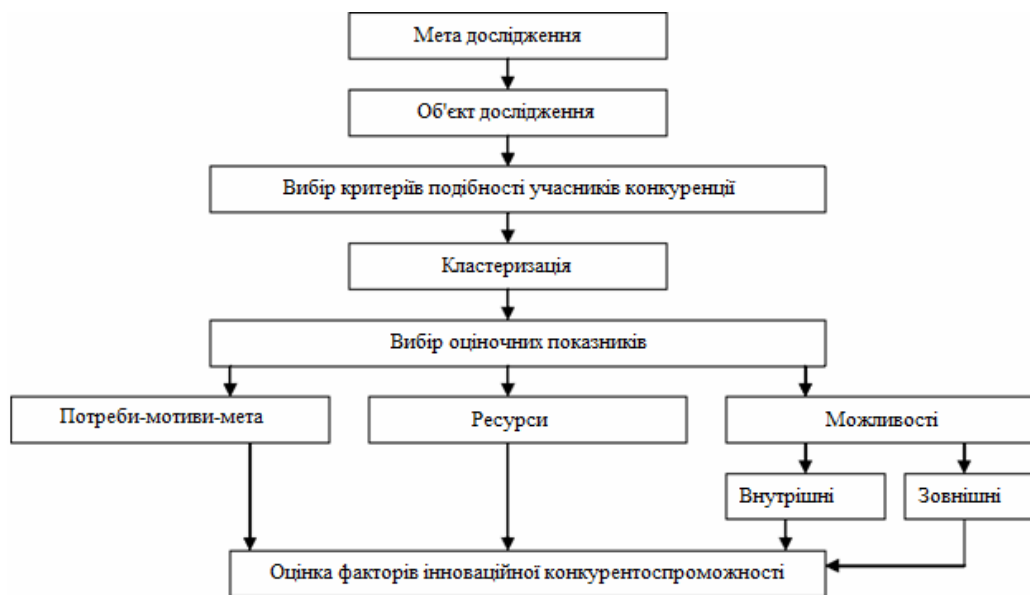 Мета дослідження
Об'єкт дослідження
Вибір критеріїв подібності учасників конкуренції
Кластеризація
Вибір оціночних показників
Потреби-мотиви-мета
Ресурси
Можливості
Внутрішні
Зовнішні
Оцінка факторів інноваційної конкурентоспроможності